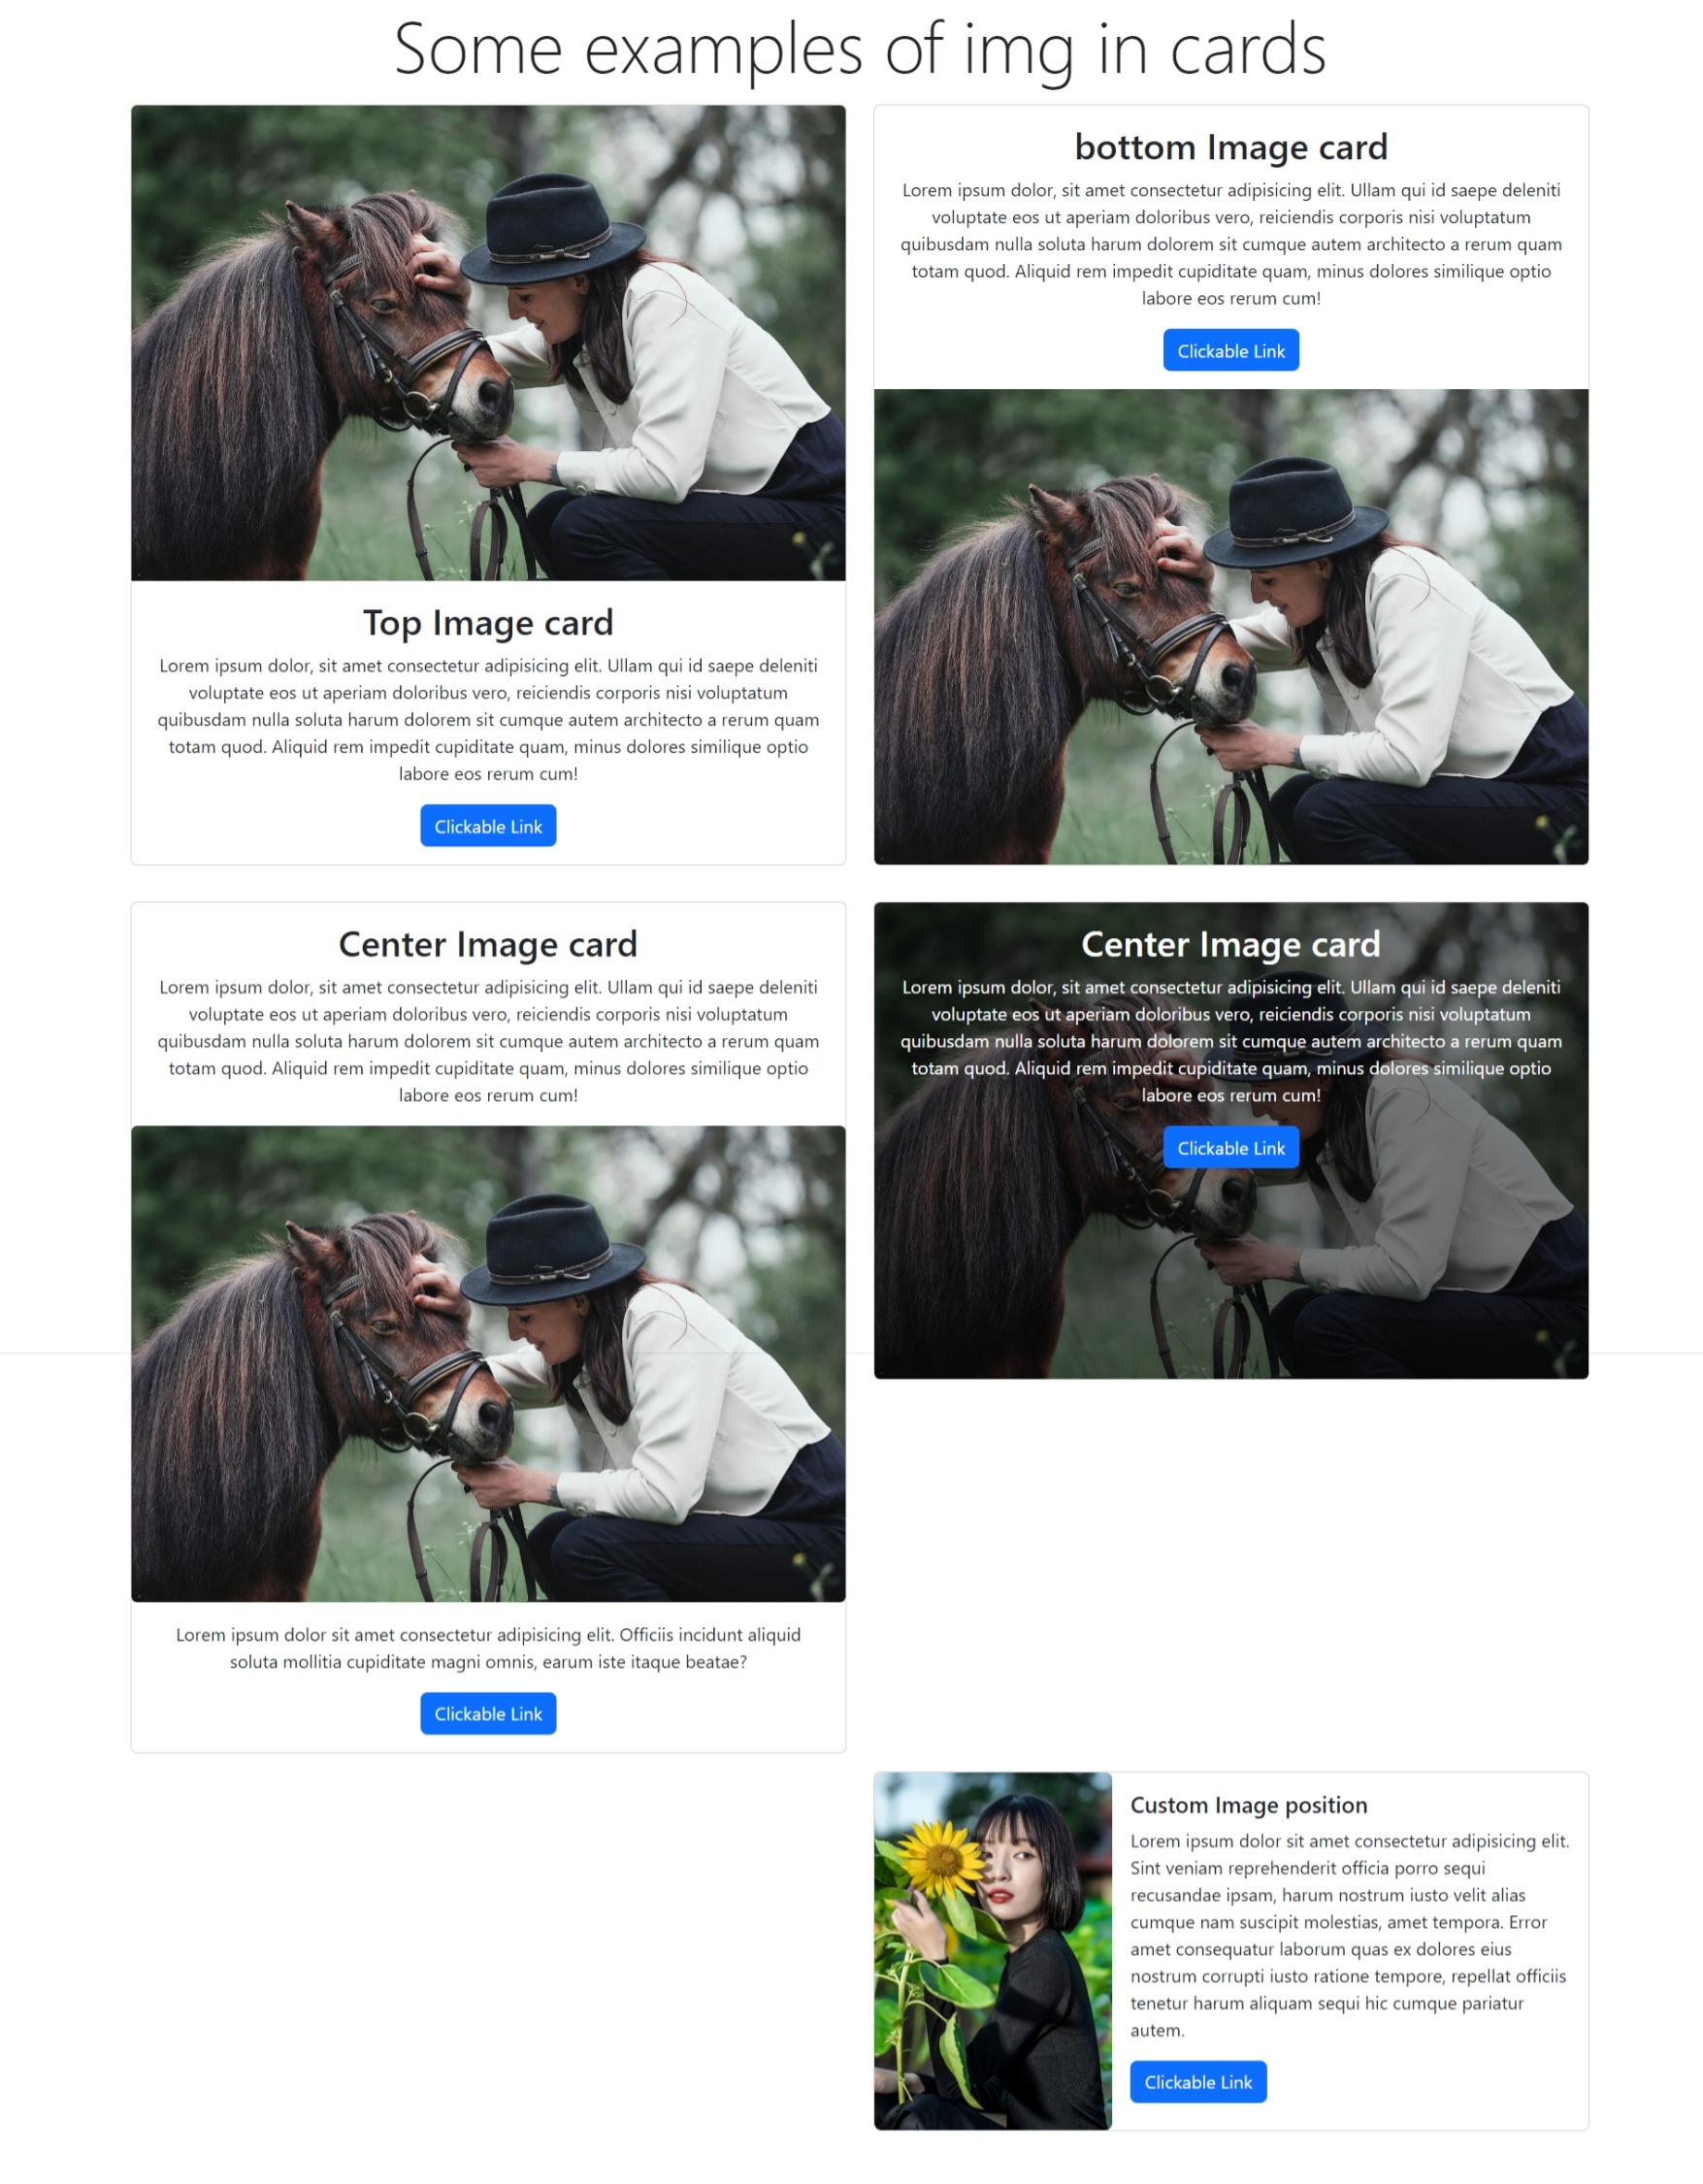 Some examples of img in cards
Top Image card
Lorem ipsum dolor, sit amet consectetur adipisicing elit. Ullam qui id saepe deleniti
voluptate eos ut aperiam doloribus vero, reiciendis corporis nisi voluptatum
quibusdam nulla soluta harum dolorem sit cumque autem architecto a rerum quam
totam quod. Aliquid rem impedit cupiditate quam, minus dolores similique optio
labore eos rerum cum!
Clickable Link
bottom Image card
Lorem ipsum dolor, sit amet consectetur adipisicing elit. Ullam qui id saepe deleniti
voluptate eos ut aperiam doloribus vero, reiciendis corporis nisi voluptatum
quibusdam nulla soluta harum dolorem sit cumque autem architecto a rerum quam
totam quod. Aliquid rem impedit cupiditate quam, minus dolores similique optio
labore eos rerum cum!
Clickable Link
Center Image card
Lorem ipsum dolor, sit amet consectetur adipisicing elit. Ullam qui id saepe deleniti
voluptate eos ut aperiam doloribus vero, reiciendis corporis nisi voluptatum
quibusdam nulla soluta harum dolorem sit cumque autem architecto a rerum quam
totam quod. Aliquid rem impedit cupiditate quam, minus dolores similique optio
labore eos rerum cum!
Lorem ipsum dolor sit amet consectetur adipisicing elit. Officiis incidunt aliquid
soluta mollitia cupiditate magni omnis, earum iste itaque beatae?
Clickable Link
Center Image card
Lorem ipsum dolor, sit amet consectetur adipisicing elit. Ullam qui id saepe deleniti
voluptate eos ut aperiam doloribus vero, reiciendis corporis nisi voluptatum
quibusdam nulla soluta harum dolorem sit cumque autem architecto a rerum quam
totam quod. Aliquid rem impedit cupiditate quam, minus dolores similique optio
labore eos rerum cum!
Clickable Link
Custom Image position
Lorem ipsum dolor sit amet consectetur adipisicing elit.
Sint veniam reprehenderit officia porro sequi
recusandae ipsam, harum nostrum iusto velit alias
cumque nam suscipit molestias, amet tempora. Error
amet consequatur laborum quas ex dolores eius
nostrum corrupti iusto ratione tempore, repellat officiis
tenetur harum aliquam sequi hic cumque pariatur
autem.
Clickable Link